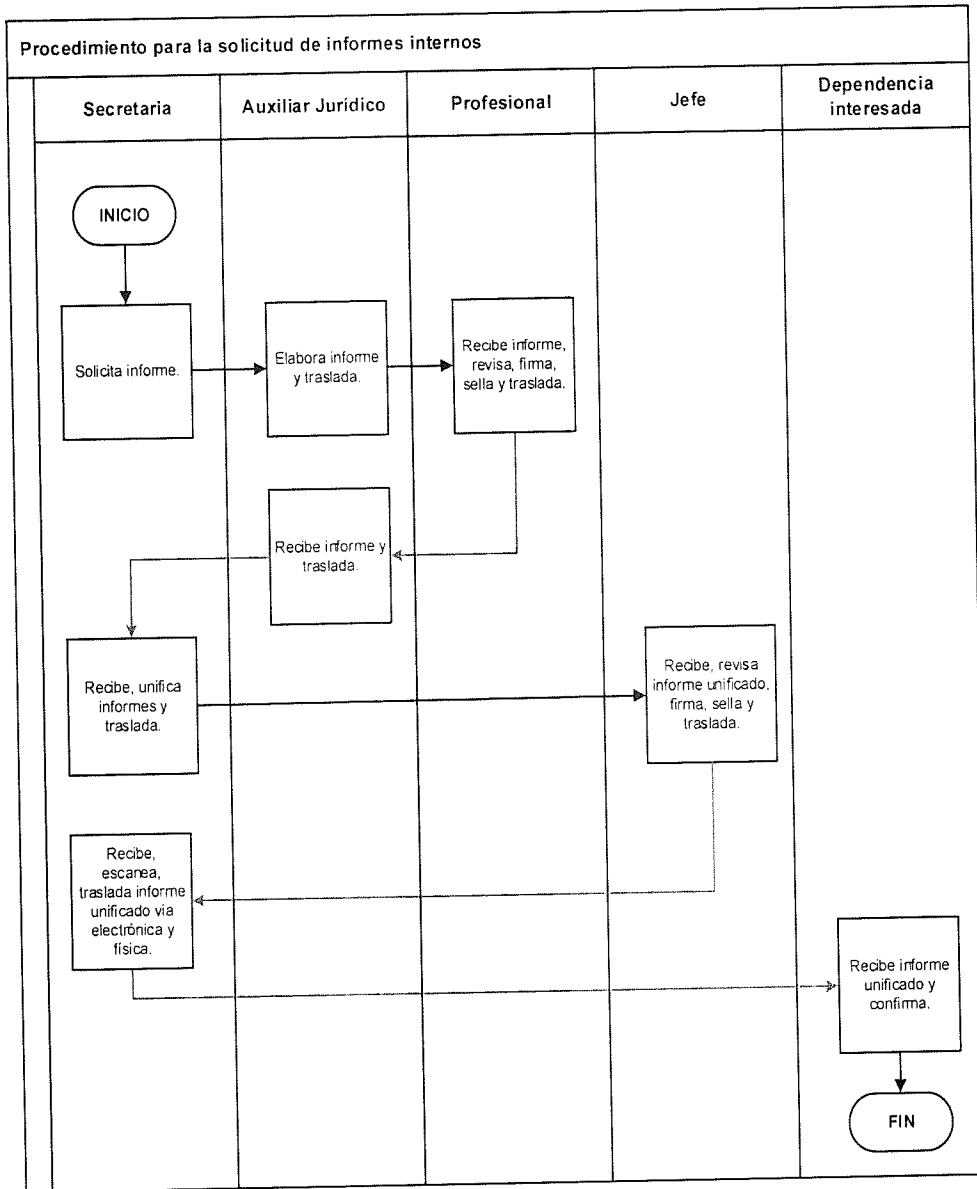 Procedimiento para la solicitud de informes internos
Secretaria
Auxiliar Jurídico
Profesional
Jefe
Dependencia
interesada
INICIO
Solicita informe.
Elabora informe
y traslada.
Recibe informe,
revisa, firma,
sella y traslada.
Recibe informe y
traslada.
Recibe, unifica
informes y
traslada.
Recibe, revisa
informe unificado,
firma, sella y
traslada.
Recibe,
escanea,
traslada informe
unificado via
electrónica y
física.
Recibe informe
unificado y
confirma.
FIN